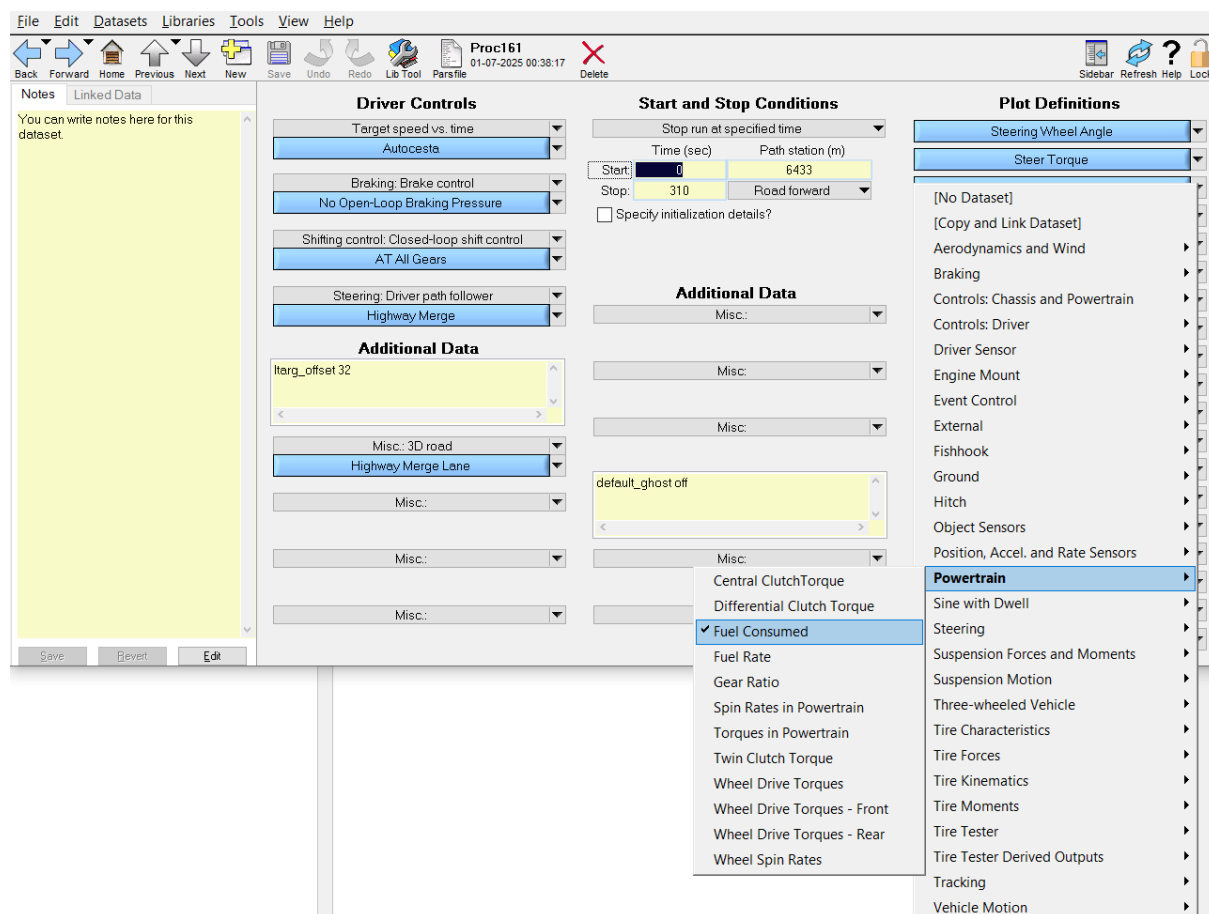 File Edit Datasets Libraries Tools View Help
Back Forward Home Previous Next New Save Undo Redo Lib Tool Parsfile
Proc161
01-07-2025 00:38:17
Delete
Sidebar Refresh Help Lock
Notes Linked Data
You can write notes here for this
dataset.
Save Revert Edit
Driver Controls
Target speed vs. time
Autocesta
Braking: Brake control
No Open-Loop Braking Pressure
Shifting control: Closed-loop shift control
AT All Gears
Steering: Driver path follower
Highway Merge
Additional Data
ltarg_offset 32
Misc.: 3D road
Highway Merge Lane
Misc.:
Misc.:
Misc.:
Start and Stop Conditions
Stop run at specified time
Time (sec) Path station (m)
Start: 0 6433
Stop: 310 Road forward
Specify initialization details?
Additional Data
Misc.:
Misc:
Misc:
default_ghost off
Misc:
Plot Definitions
Steering Wheel Angle
Steer Torque
[No Dataset]
[Copy and Link Dataset]
Aerodynamics and Wind
Braking
Controls: Chassis and Powertrain
Controls: Driver
Driver Sensor
Engine Mount
Event Control
External
Fishhook
Ground
Hitch
Object Sensors
Position, Accel. and Rate Sensors
Powertrain
Sine with Dwell
Steering
Suspension Forces and Moments
Suspension Motion
Three-wheeled Vehicle
Tire Characteristics
Tire Forces
Tire Kinematics
Tire Moments
Tire Tester
Tire Tester Derived Outputs
Tracking
Vehicle Motion
Central ClutchTorque
Differential Clutch Torque
Fuel Consumed
Fuel Rate
Gear Ratio
Spin Rates in Powertrain
Torques in Powertrain
Twin Clutch Torque
Wheel Drive Torques
Wheel Drive Torques - Front
Wheel Drive Torques - Rear
Wheel Spin Rates